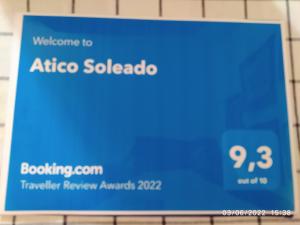 Welcome to
Atico Soleado
Booking.com
Traveller Review Awards 2022
9,3
out of 10
03/06/2022 15:38